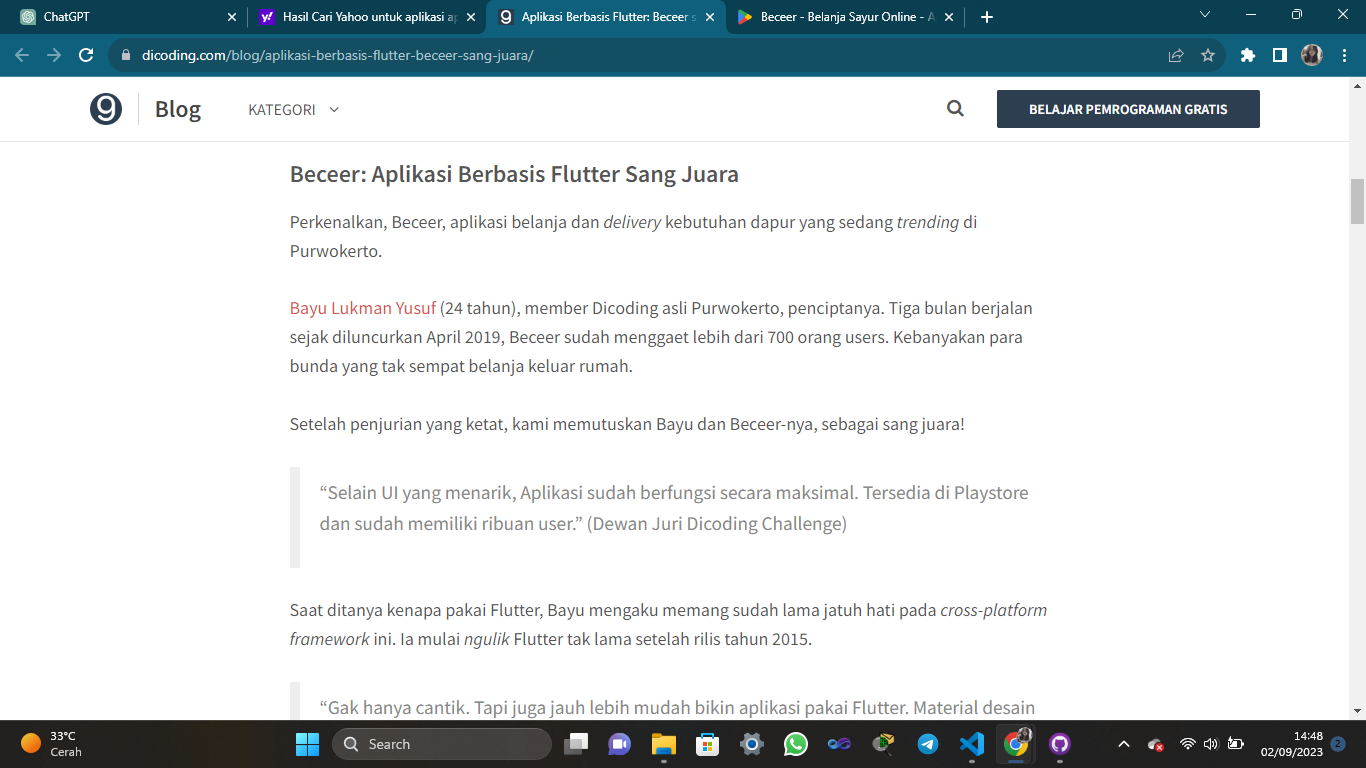 ChatGPT
Hasil Cari Yahoo untuk aplikasi ap
Aplikasi Berbasis Flutter: Beceer s
Beceer - Belanja Sayur Online - A
dicoding.com/blog/aplikasi-berbasis-flutter-beceer-sang-juara/
Blog
KATEGORI
BELAJAR PEMROGRAMAN GRATIS
Beceer: Aplikasi Berbasis Flutter Sang Juara
Perkenalkan, Beceer, aplikasi belanja dan delivery kebutuhan dapur yang sedang trending di
Purwokerto.
Bayu Lukman Yusuf (24 tahun), member Dicoding asli Purwokerto, penciptanya. Tiga bulan berjalan
sejak diluncurkan April 2019, Beceer sudah menggaet lebih dari 700 orang users. Kebanyakan para
bunda yang tak sempat belanja keluar rumah.
Setelah penjurian yang ketat, kami memutuskan Bayu dan Beceer-nya, sebagai sang juara!
“Selain UI yang menarik, Aplikasi sudah berfungsi secara maksimal. Tersedia di Playstore
dan sudah memiliki ribuan user.” (Dewan Juri Dicoding Challenge)
Saat ditanya kenapa pakai Flutter, Bayu mengaku memang sudah lama jatuh hati pada cross-platform
framework ini. Ia mulai ngulik Flutter tak lama setelah rilis tahun 2015.
“Gak hanya cantik. Tapi juga jauh lebih mudah bikin aplikasi pakai Flutter. Material desain
33°C
Cerah
Search
14:48
02/09/2023
2